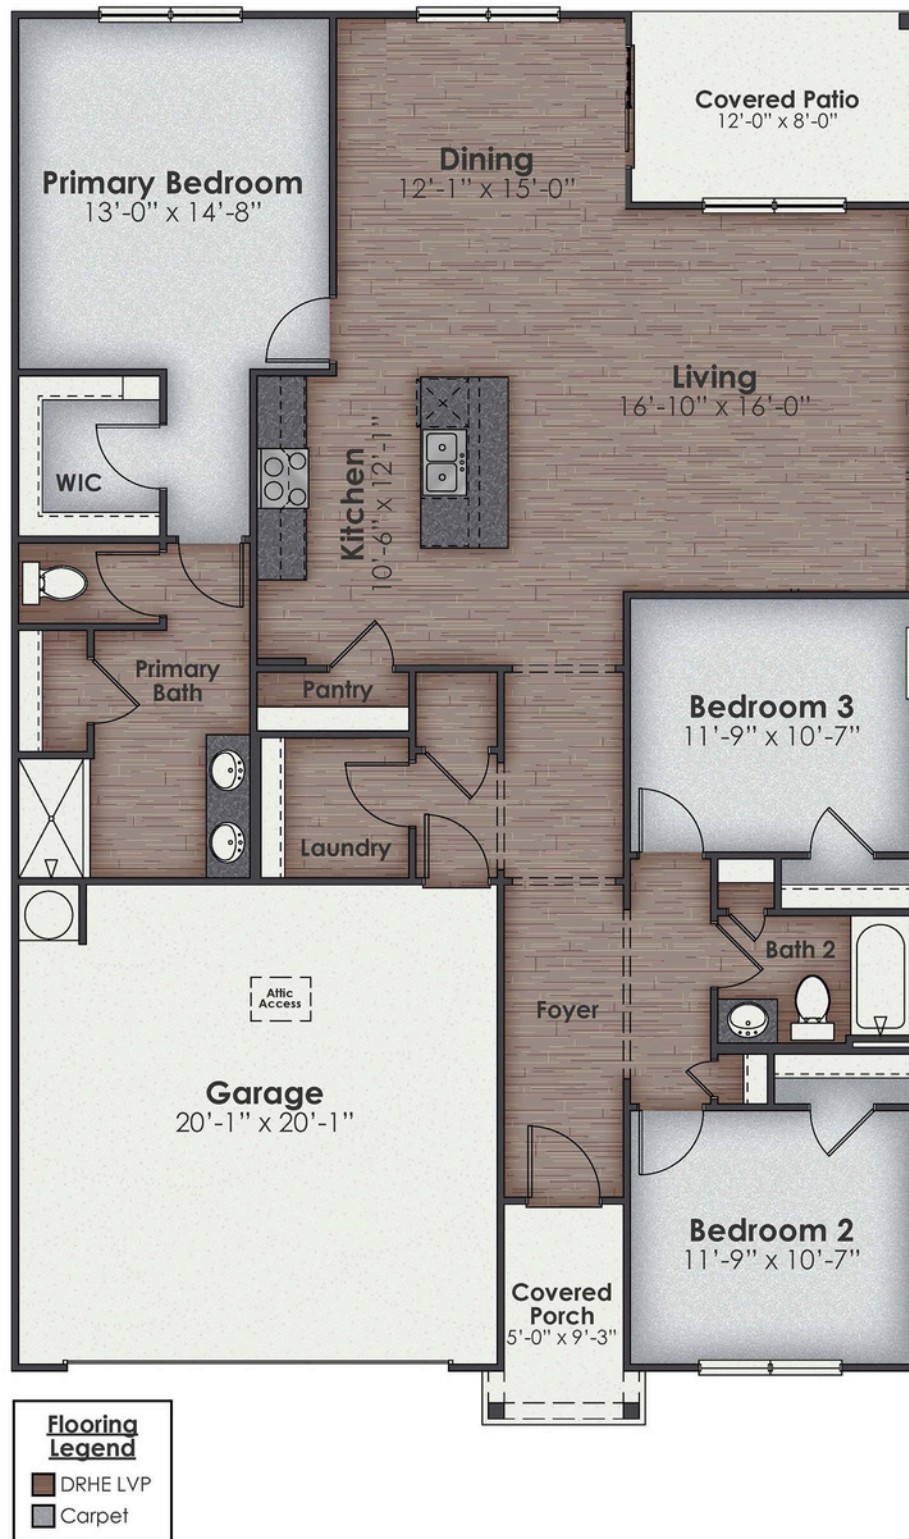 Covered Patio
12'-0" x 8'-0"
Dining
12'-1" x 15'-0"
Primary Bedroom
13'-0" x 14'-8"
Living
16'-10" x 16'-0"
Kitchen
10'-6" x 12'-1"
WIC
Primary
Bath
Pantry
Bedroom 3
11'-9" x 10'-7"
Laundry
Bath 2
Attic
Access
Foyer
Garage
20'-1" x 20'-1"
Bedroom 2
11'-9" x 10'-7"
Covered
Porch
5'-0" x 9'-3"
Flooring
Legend
DRHE LVP
Carpet